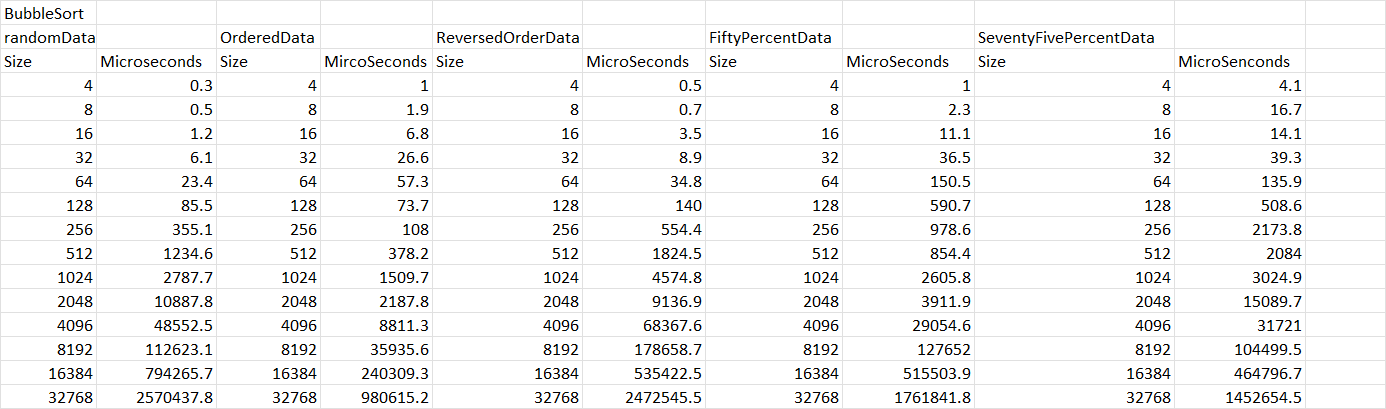 BubbleSort
randomData OrderedData ReversedOrderData FiftyPercentData SeventyFivePercentData
Size Microseconds Size MircoSeconds Size MicroSeconds Size MicroSeconds Size MicroSenconds
4 0.3 4 1 4 0.5 4 1 4 4.1
8 0.5 8 1.9 8 0.7 8 2.3 8 16.7
16 1.2 16 6.8 16 3.5 16 11.1 16 14.1
32 6.1 32 26.6 32 8.9 32 36.5 32 39.3
64 23.4 64 57.3 64 34.8 64 150.5 64 135.9
128 85.5 128 73.7 128 140 128 590.7 128 508.6
256 355.1 256 108 256 554.4 256 978.6 256 2173.8
512 1234.6 512 378.2 512 1824.5 512 854.4 512 2084
1024 2787.7 1024 1509.7 1024 4574.8 1024 2605.8 1024 3024.9
2048 10887.8 2048 2187.8 2048 9136.9 2048 3911.9 2048 15089.7
4096 48552.5 4096 8811.3 4096 68367.6 4096 29054.6 4096 31721
8192 112623.1 8192 35935.6 8192 178658.7 8192 127652 8192 104499.5
16384 794265.7 16384 240309.3 16384 535422.5 16384 515503.9 16384 464796.7
32768 2570437.8 32768 980615.2 32768 2472545.5 32768 1761841.8 32768 1452654.5